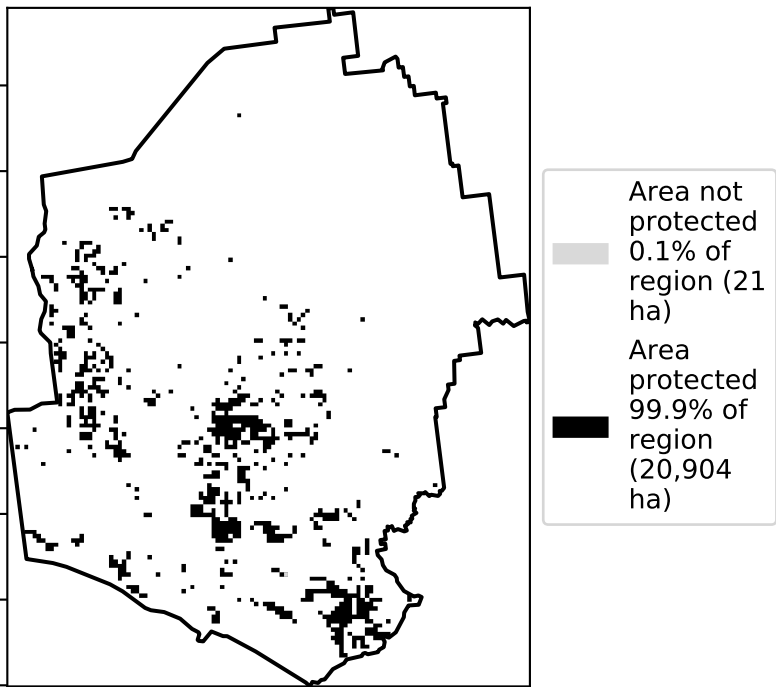 Area not
protected
0.1% of
region (21
ha)
Area
protected
99.9% of
region
(20,904
ha)